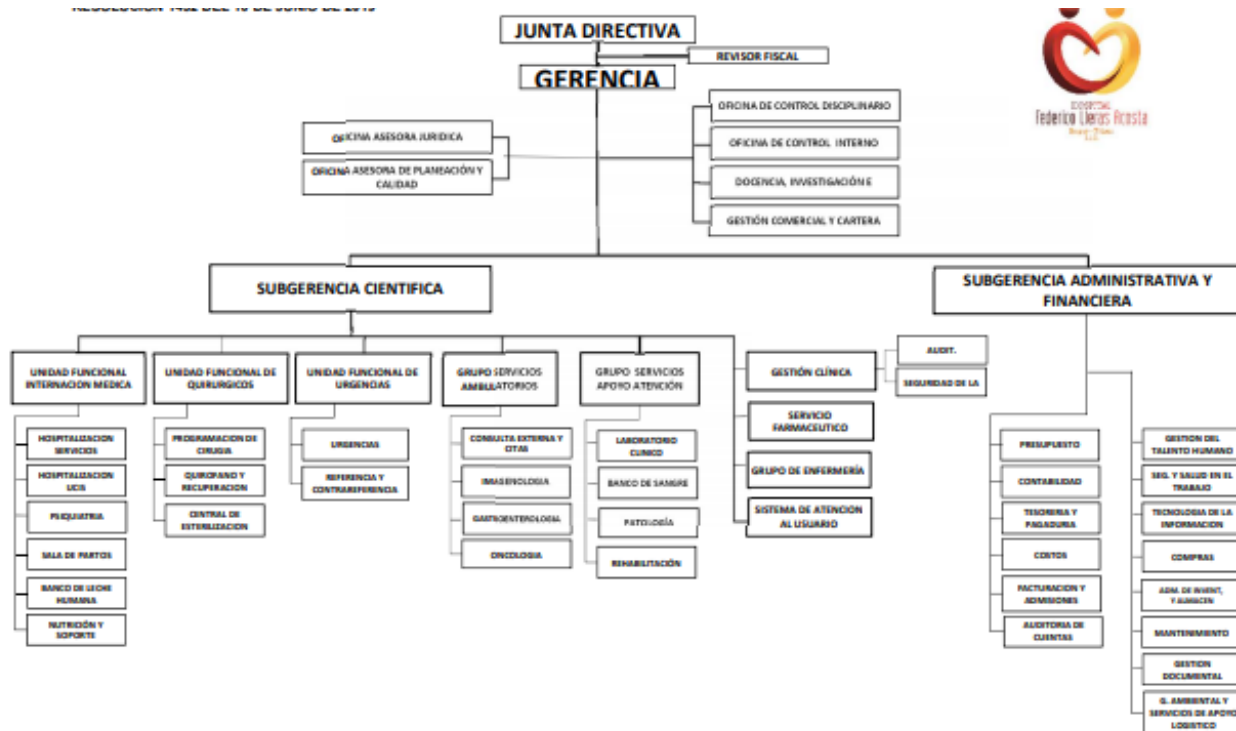 JUNTA DIRECTIVA
REVISOR FISCAL
GERENCIA
OFICINA DE CONTROL DISCIPLINARIO
OFICINA ASESORA JURIDICA
OFICINA DE CONTROL INTERNO
OFICINA ASESORA DE PLANEACIÓN Y
CALIDAD
DOCENCIA, INVESTIGACIÓN E
GESTIÓN COMERCIAL Y CARTERA
HOSPITAL
Federico Lleras Acosta
SUBGERENCIA CIENTIFICA
SUBGERENCIA ADMINISTRATIVA Y
FINANCIERA
UNIDAD FUNCIONAL
INTERNACION MEDICA
HOSPITALIZACION
SERVICIOS
HOSPITALIZACION
UCIS
PSIQUIATRIA
SALA DE PARTOS
BANCO DE LECHE
HUMANA
NUTRICIÓN Y
SOPORTE
UNIDAD FUNCIONAL DE
QUIRURGICOS
PROGRAMACION DE
CIRUGIA
QUIROFANO Y
RECUPERACION
CENTRAL DE
ESTERILIZACION
UNIDAD FUNCIONAL DE
URGENCIAS
URGENCIAS
REFERENCIA Y
CONTRAREFERENCIA
GRUPO SERVICIOS
AMBULATORIOS
CONSULTA EXTERNA Y
CITAS
IMAGENOLOGIA
GASTROENTEROLOGIA
ONCOLOGIA
GRUPO SERVICIOS
APOYO ATENCIÓN
LABORATORIO
CLINICO
BANCO DE SANGRE
PATOLOGÍA
REHABILITACIÓN
GESTIÓN CLÍNICA
AUDIT.
SEGURIDAD DE LA
SERVICIO
FARMACEUTICO
GRUPO DE ENFERMERÍA
SISTEMA DE ATENCION
AL USUARIO
PRESUPUESTO
CONTABILIDAD
TESORERIA Y
PAGADURIA
COSTOS
FACTURACION Y
ADMISIONES
AUDITORIA DE
CUENTAS
GESTION DEL
TALENTO HUMANO
SEG. Y SALUD EN EL
TRABAJO
TECNOLOGIA DE LA
INFORMACION
COMPRAS
ADM. DE INVENT,
Y ALMACEN
MANTENIMIENTO
GESTION
DOCUMENTAL
G. AMBIENTAL Y
SERVICIOS DE APOYO
LOGISTICO